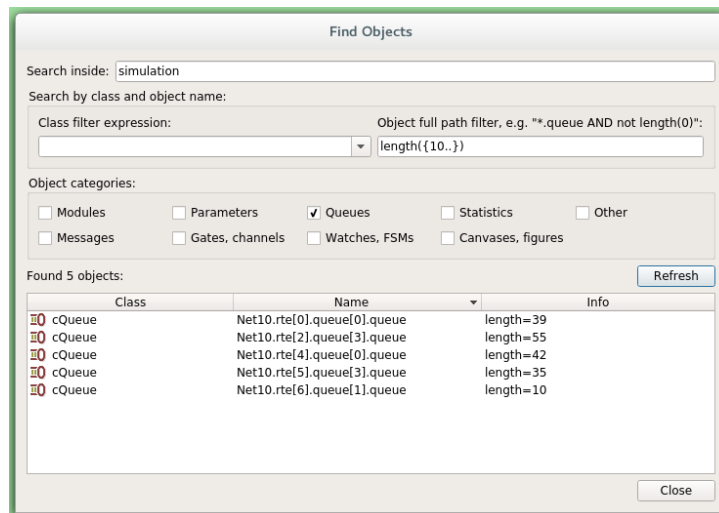 Find Objects
Search inside: simulation
Search by class and object name:
Class filter expression: Object full path filter, e.g. "*.queue AND not length(0)":
length({10..})
Object categories:
Modules Parameters Queues Statistics Other
Messages Gates, channels Watches, FSMs Canvases, figures
Found 5 objects: Refresh
Class Name Info
cQueue Net10.rte[0].queue[0].queue length=39
cQueue Net10.rte[2].queue[3].queue length=55
cQueue Net10.rte[4].queue[0].queue length=42
cQueue Net10.rte[5].queue[3].queue length=35
cQueue Net10.rte[6].queue[1].queue length=10
Close